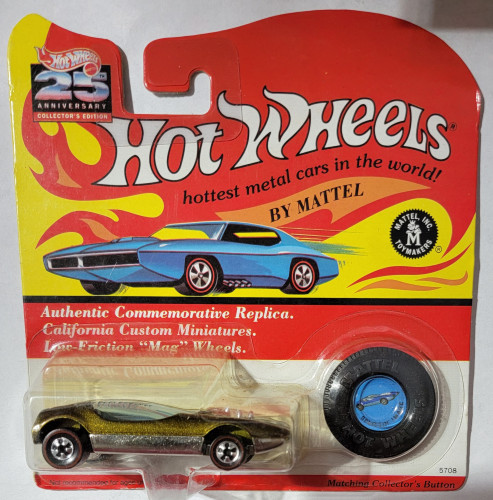 Hot Wheels
25th
ANNIVERSARY
COLLECTOR'S EDITION
HOT WHEELS®
hottest metal cars in the world!
BY MATTEL
MATTEL, INC.
M
TOYMAKERS
®
Authentic Commemorative Replica.
California Custom Miniatures.
Low-Friction "Mag" Wheels.
MATTEL
HOT WHEELS
5708
Matching Collector's Button